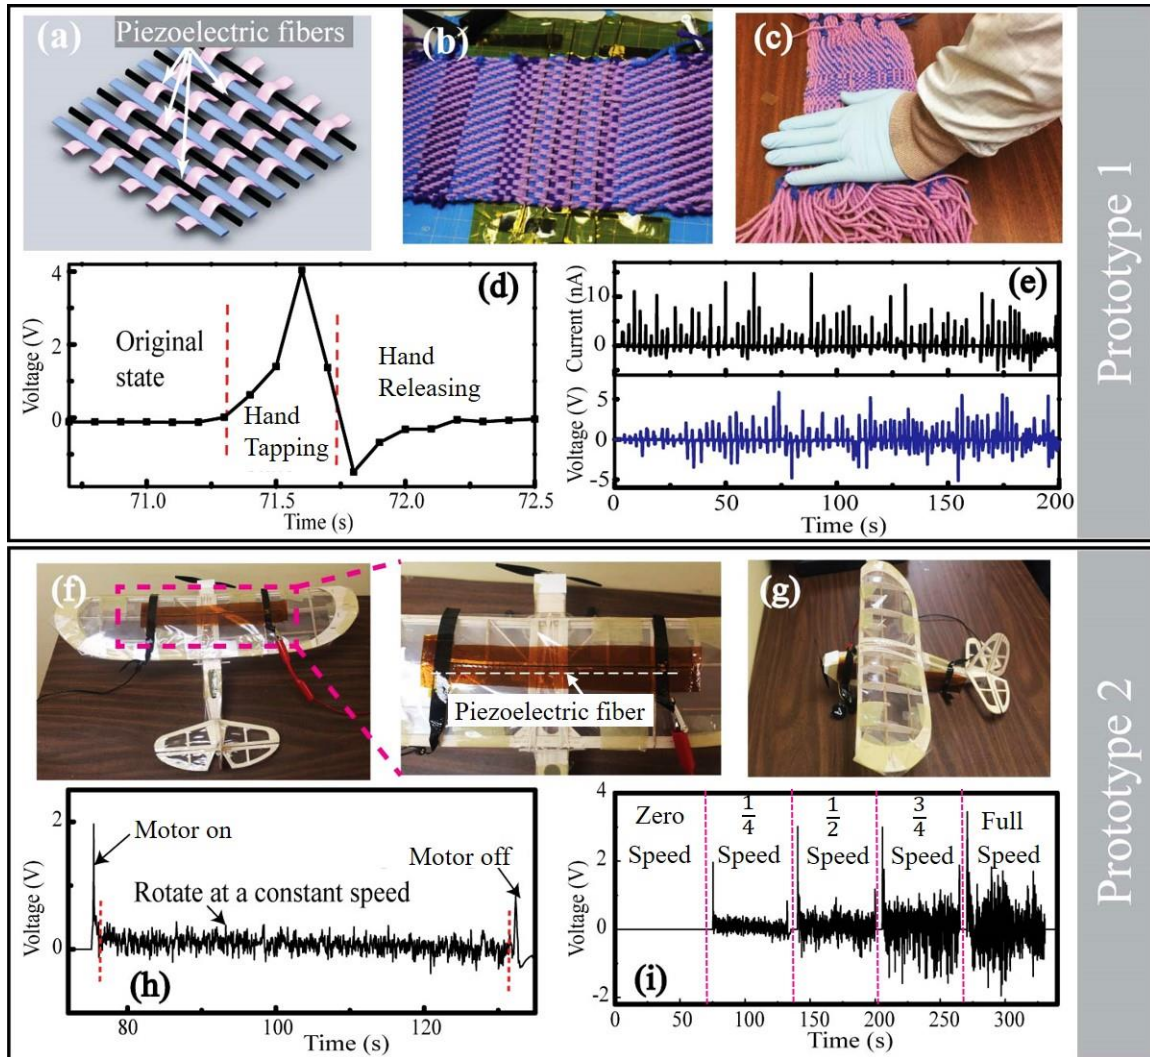 (a)
Piezoelectric fibers
(b)
(c)
Prototype 1
(d)
Voltage (V)
4
2
0
Original
state
Hand
Tapping
Hand
Releasing
71.0
71.5
72.0
72.5
Time (s)
(e)
Current (nA)
10
0
Voltage (V)
5
0
-5
0
50
100
150
200
Time (s)
(f)
Piezoelectric fiber
(g)
Prototype 2
Voltage (V)
2
0
Motor on
Motor off
Rotate at a constant speed
(h)
80
100
120
Time (s)
Voltage (V)
4
2
0
-2
Zero
Speed
1/4
Speed
1/2
Speed
3/4
Speed
Full
Speed
(i)
0
50
100
150
200
250
300
Time (s)